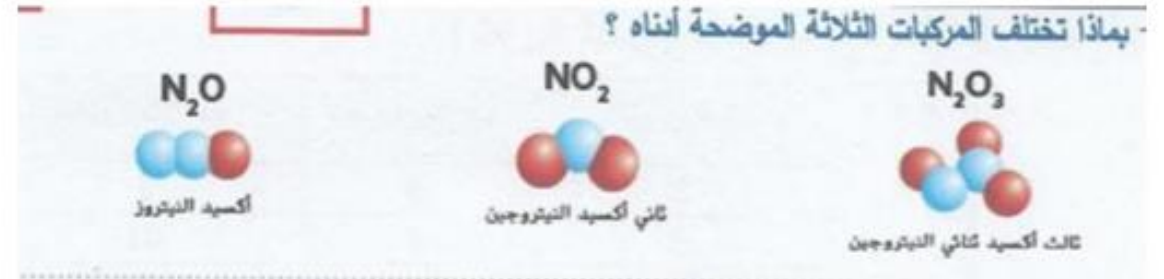 - بماذا تختلف المركبات الثلاثة الموضحة أدناه ؟
N₂O₃
NO₂
N₂O
ثالث أكسيد ثنائي النيتروجين
ثاني أكسيد النيتروجين
أكسيد النيتروز